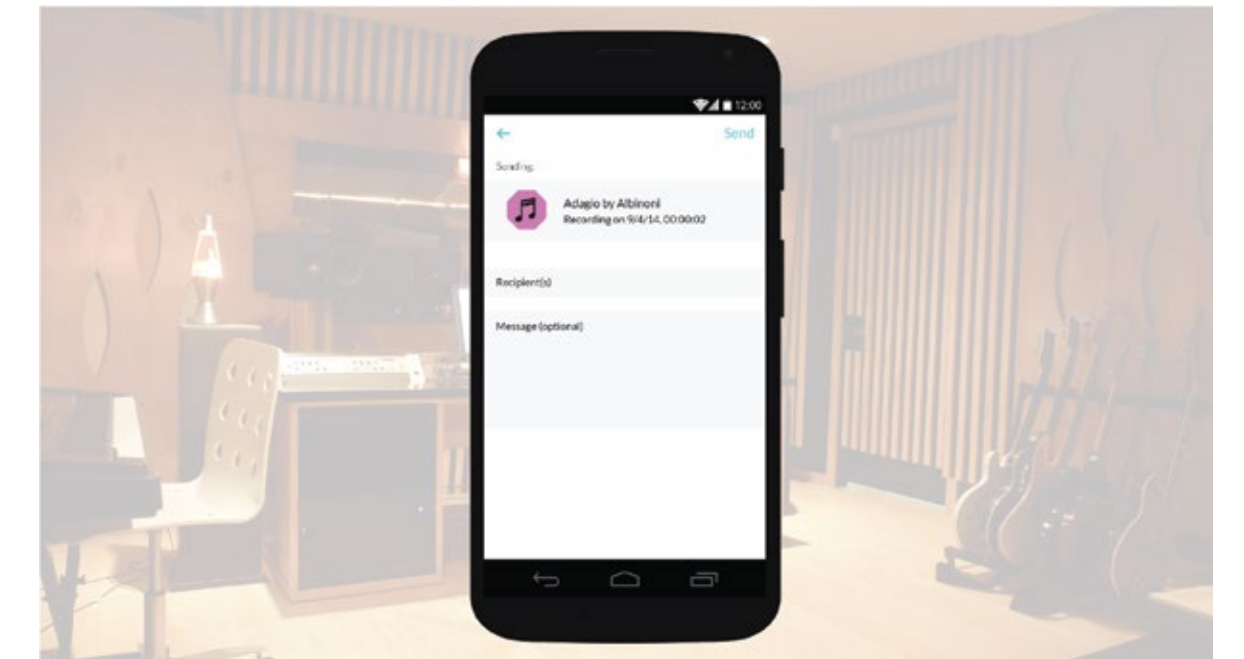 12:00
Send
Sending:
Adagio by Albinoni
Recording on 9/4/14, 00:00:02
Recipient(s)
Message (optional)